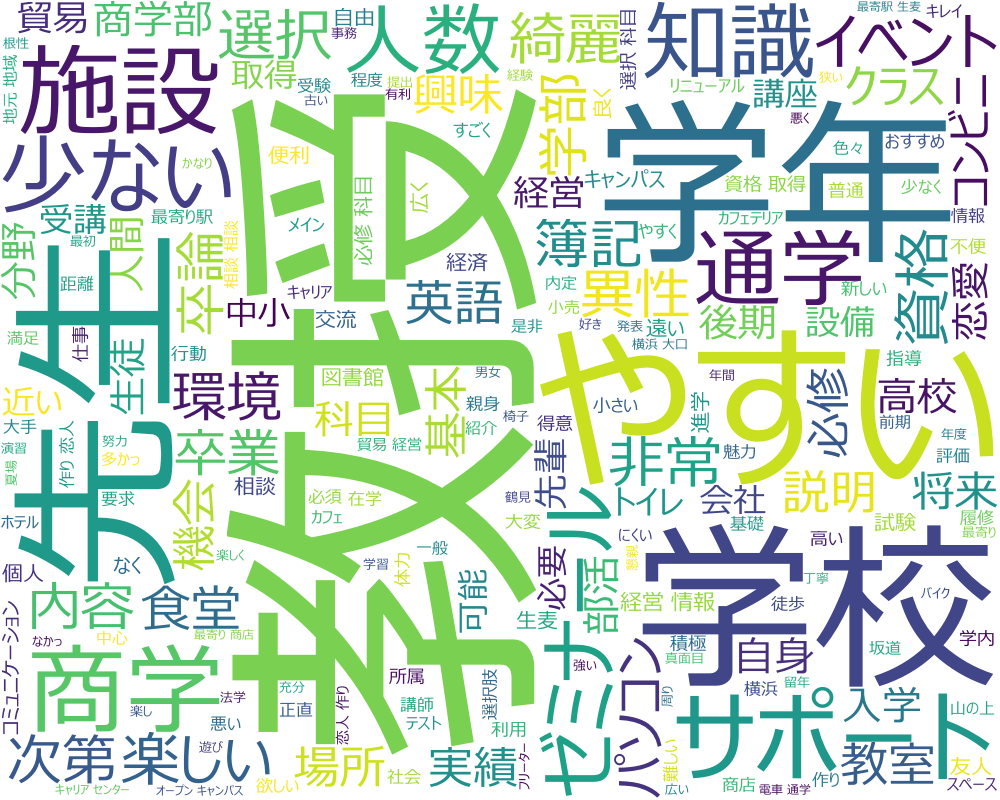 貿易
商学部
選択
自由
事務
人数
綺麗
選択 科目
知識
最寄駅 生麦
キレイ
イベント
根性
地元 地域
施設
取得
受験
古い
程度
提出
有利
興味
経験
学部
良く
リニューアル
講座
狭い
悪く
クラス
コンビニ
少ない
かなり
便利
教授
必修 科目
広く
すごく
経営
キャンパス
学年
資格 取得
色々
普通
おすすめ
少なく
情報
受講
最寄り駅
人間
卒論
相談 相談
メイン
簿記
通学
カフェテリア
やすく
資格
不便
恋愛
分野
最初
距離
先生
中小
キャリア
経済
英語
内定
異性
後期
設備
新しい
満足
仕事
生徒
行動
環境
交流
小売
是非
好き
発表
遠い
横浜 大口
やすい
指導
近い
大手
作り 恋人
努力
多かっ
卒業
科目
図書館
基本
男女
親身
紹介
椅子
得意
小さい
年間
進学
魅力
必修
高校
前期
年度
評価
演習
夏場
要求
機会
相談
貿易 経営
必須
在学
カフェ
鶴見
大変
先輩
非常
トイレ
会社
説明
将来
基礎
試験
履修
最寄り
ホテル
なく
楽しく
個人
内容
食堂
学習
体力
一般
可能
必要
ゼミナール
にくい
懇親
部活
高い
学校
丁寧
バイク
コミュニケーション
なかっ
中心
最寄り 商店
生麦
経営 情報
徒歩
積極
真面目
自身
坂道
学内
商学
法学
楽し
充分
正直
恋人 作り
所属
講師
テスト
選択肢
強い
パソコン
周り
横浜
留年
サポート
入学
山の上
次第
楽しい
悪い
遊び
欲しい
場所
社会
実績
利用
フリーター
難しい
広い
商店
作り
教室
友人
スペース
キャリア センター
オープン キャンパス
電車 通学